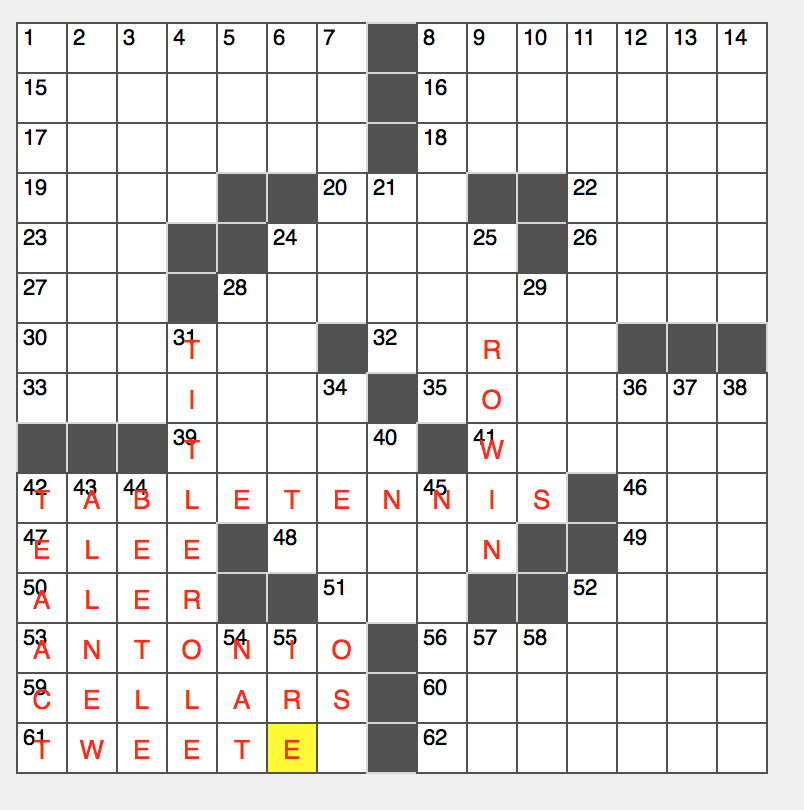 1 2 3 4 5 6 7 8 9 10 11 12 13 14
15 16
17 18
19 20 21 22
23 24 25 26
27 28 29
30 31 32
T R
33 34 35 36 37 38
I O
39 40 41
T W
42 43 44 45 46
T A B L E T E N N I S
47 48 49
E L E E N
50 51 52
A L E R
53 54 55 56 57 58
A N T O N I O
59 60
C E L L A R S
61 62
T W E E T E